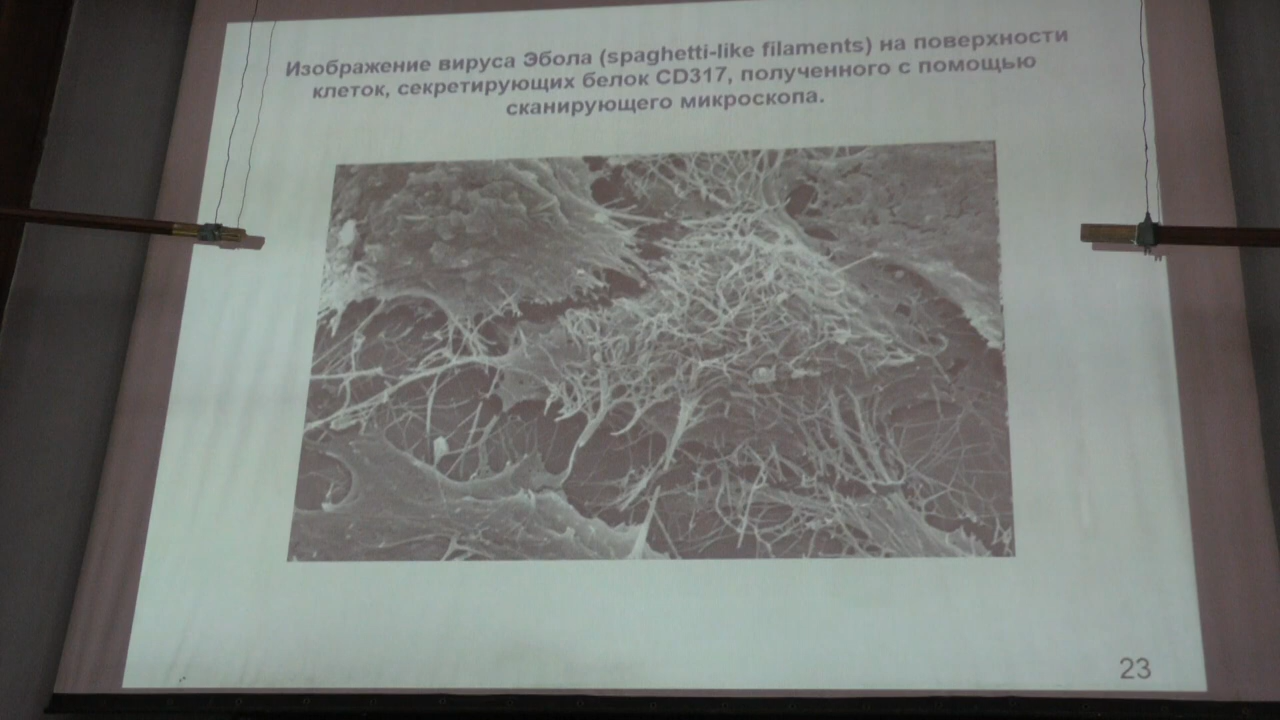 Изображение вируса Эбола (spaghetti-like filaments) на поверхности
клеток, секретирующих белок CD317, полученного с помощью
сканирующего микроскопа.
23